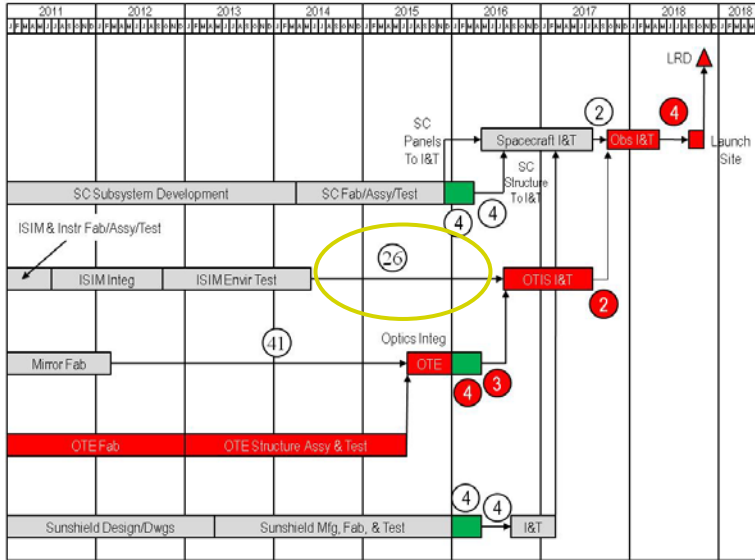 2011 2012 2013 2014 2015 2016 2017 2018 2018
J F M A M J J A S O N D J F M A M J J A S O N D J F M A M J J A S O N D J F M A M J J A S O N D J F M A M J J A S O N D J F M A M J J A S O N D J F M A M J J A S O N D J F M A M J J A S O N D J F M A M
LRD
SC
Panels
To I&T
2
4
Spacecraft I&T
Obs I&T
Launch
Site
SC
Structure
To I&T
SC Subsystem Development
SC Fab/Assy/Test
4
4
ISIM & Instr Fab/Assy/Test
26
ISIM Integ
ISIM Envir Test
OTIS I&T
2
41
Optics Integ
Mirror Fab
OTE
4
3
OTE Fab
OTE Structure Assy & Test
4
4
Sunshield Design/Dwgs
Sunshield Mfg, Fab, & Test
I&T